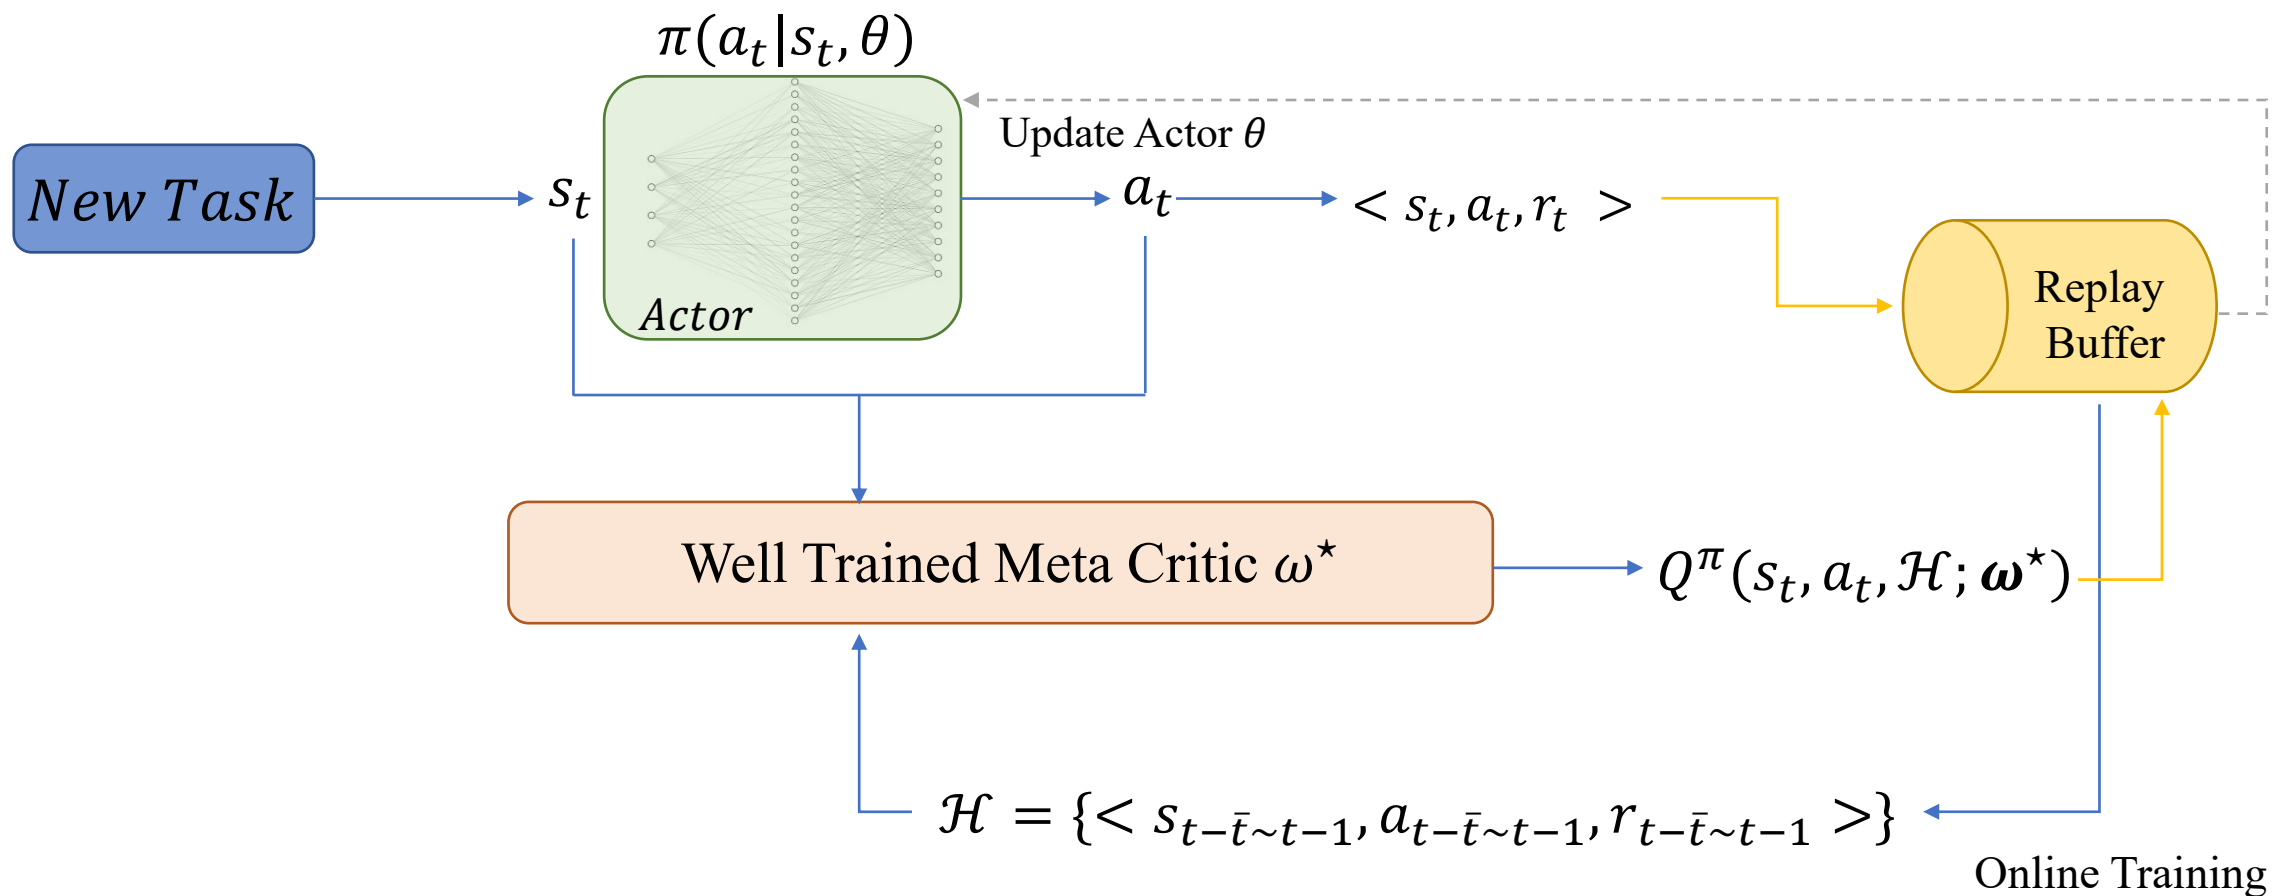 π(a_t|s_t, θ)
Update Actor θ
New Task
s_t
a_t
< s_t, a_t, r_t >
Actor
Replay
Buffer
Well Trained Meta Critic ω^⋆
Q^π(s_t, a_t, ℋ; ω^⋆)
ℋ = {< s_{t−t̄∼t−1}, a_{t−t̄∼t−1}, r_{t−t̄∼t−1} >}
Online Training